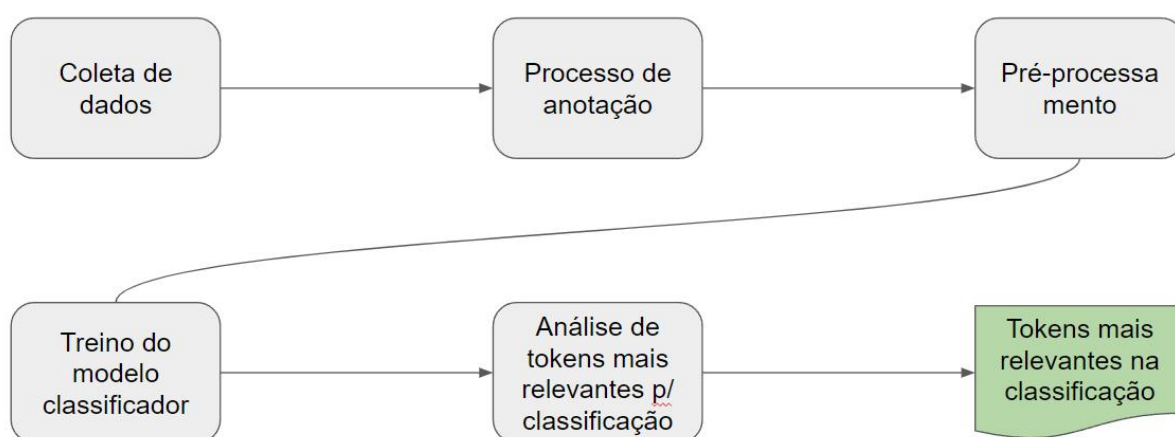 Coleta de
dados
Processo de
anotação
Pré-processa
mento
Treino do
modelo
classificador
Análise de
tokens mais
relevantes p/
classificação
Tokens mais
relevantes na
classificação